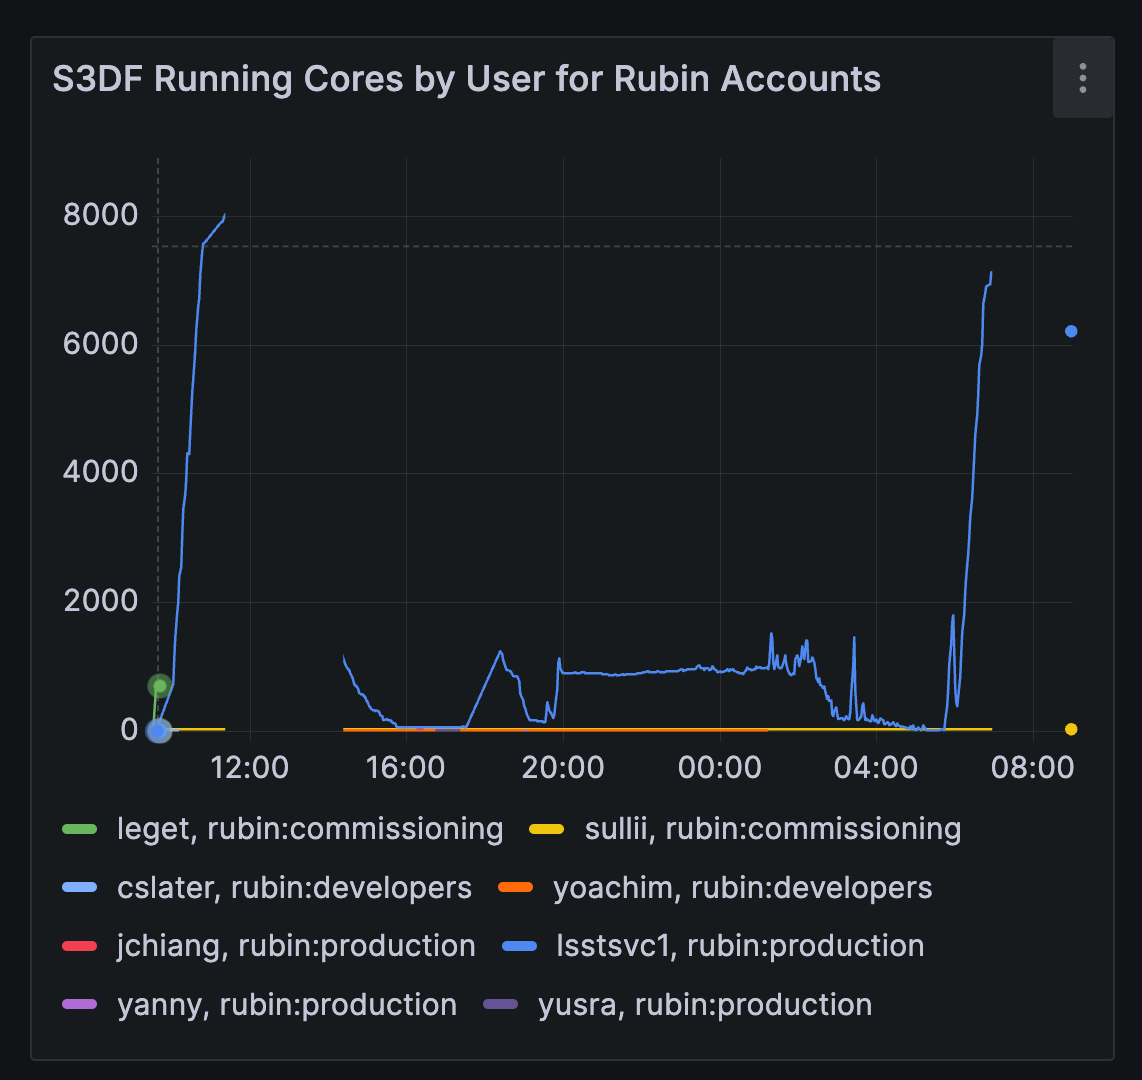 S3DF Running Cores by User for Rubin Accounts
8000
6000
4000
2000
0
12:00 16:00 20:00 00:00 04:00 08:00
leget, rubin:commissioning sullii, rubin:commissioning
cslater, rubin:developers yoachim, rubin:developers
jchiang, rubin:production lsstsvc1, rubin:production
yanny, rubin:production yusra, rubin:production